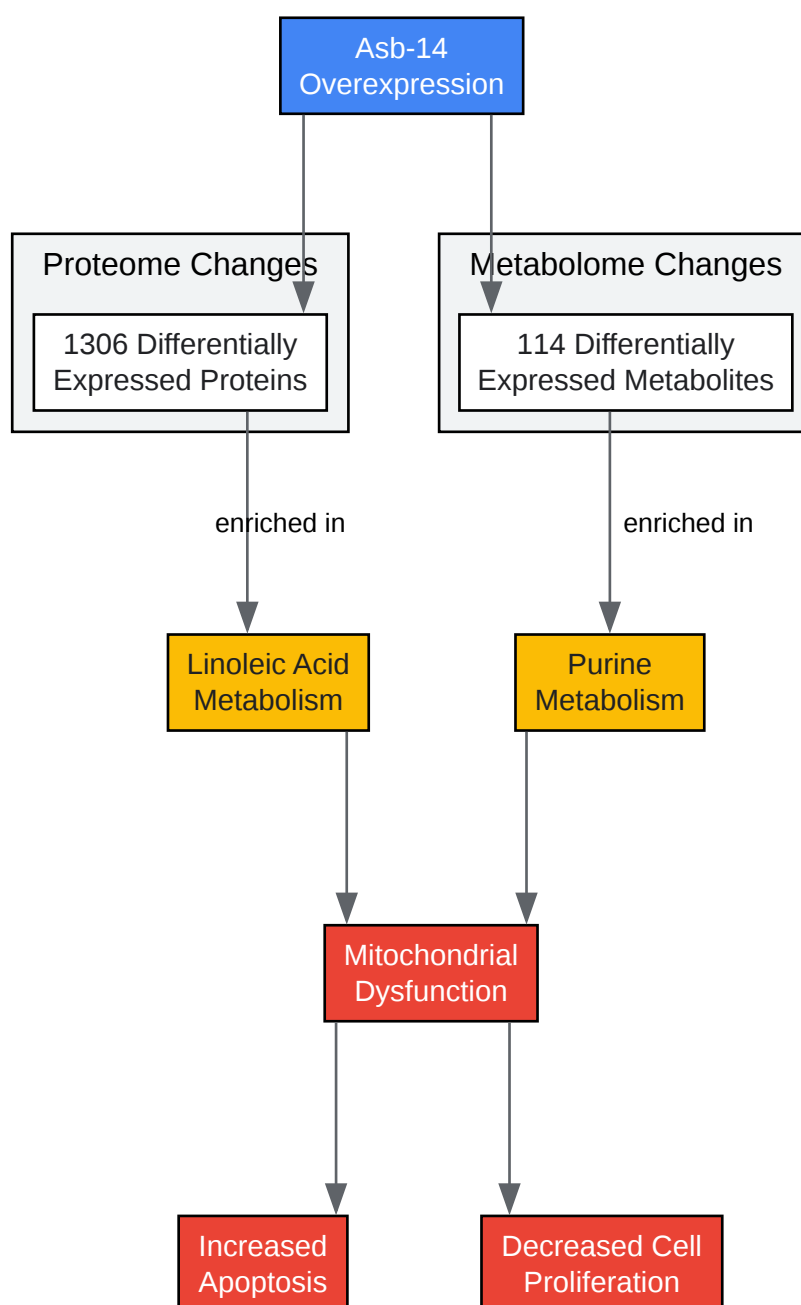 Asb-14
Overexpression
Proteome Changes
Metabolome Changes
1306 Differentially
Expressed Proteins
114 Differentially
Expressed Metabolites
enriched in
enriched in
Linoleic Acid
Metabolism
Purine
Metabolism
Mitochondrial
Dysfunction
Increased
Apoptosis
Decreased Cell
Proliferation